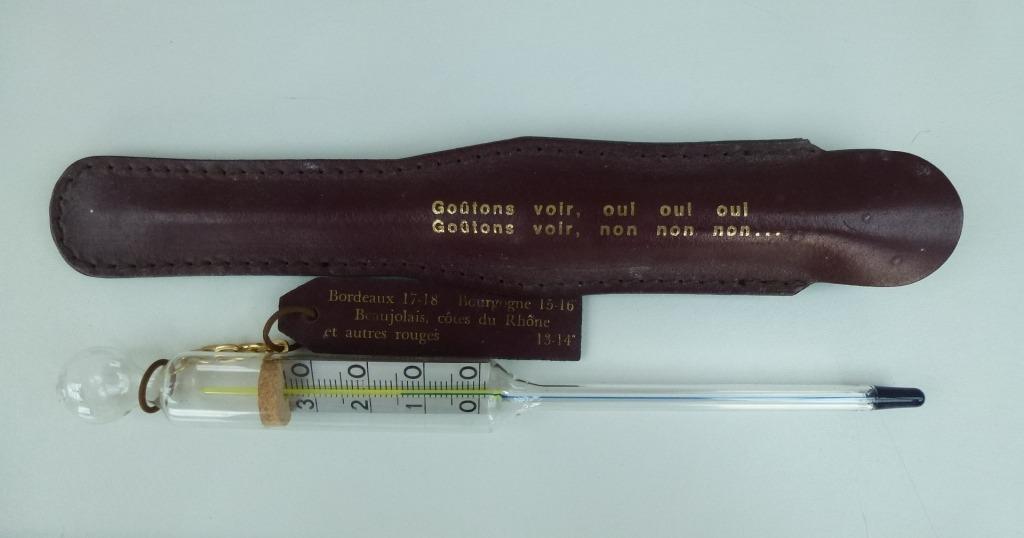 Goûtons voir, oui oui oui
Goûtons voir, non non non...
Bordeaux 17-18 Bourgogne 15-16°
Beaujolais, côtes du Rhône
et autres rouges 13-14°
30 20 10 0